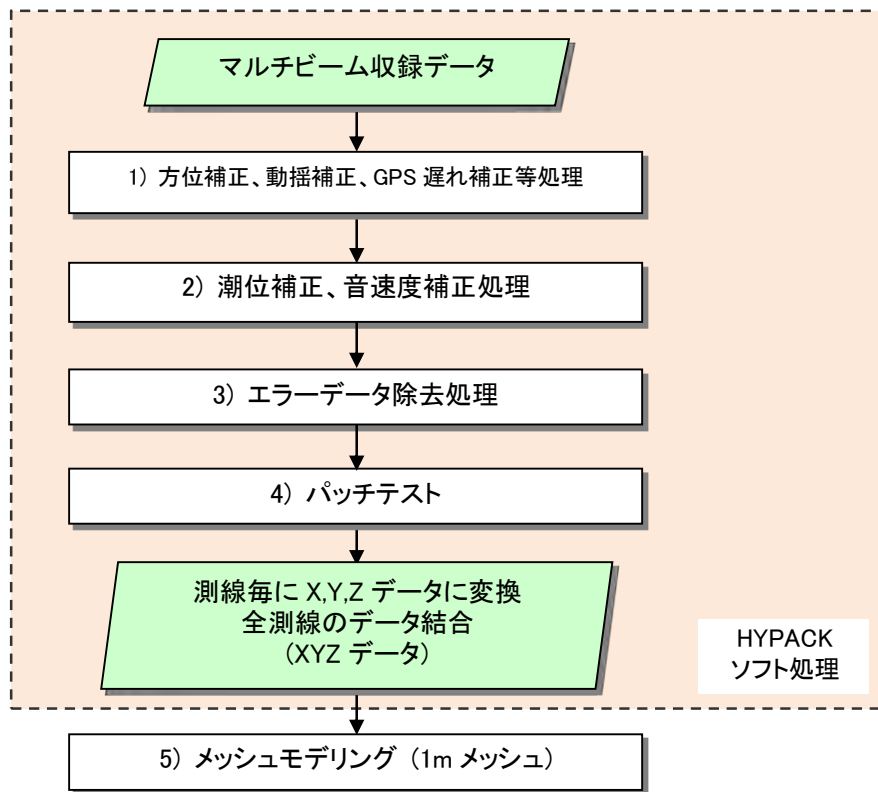 マルチビーム収録データ
1) 方位補正、動揺補正、GPS 遅れ補正等処理
2) 潮位補正、音速度補正処理
3) エラーデータ除去処理
4) パッチテスト
測線毎に X,Y,Z データに変換
全測線のデータ結合
(XYZ データ)
HYPACK
ソフト処理
5) メッシュモデリング (1m メッシュ)